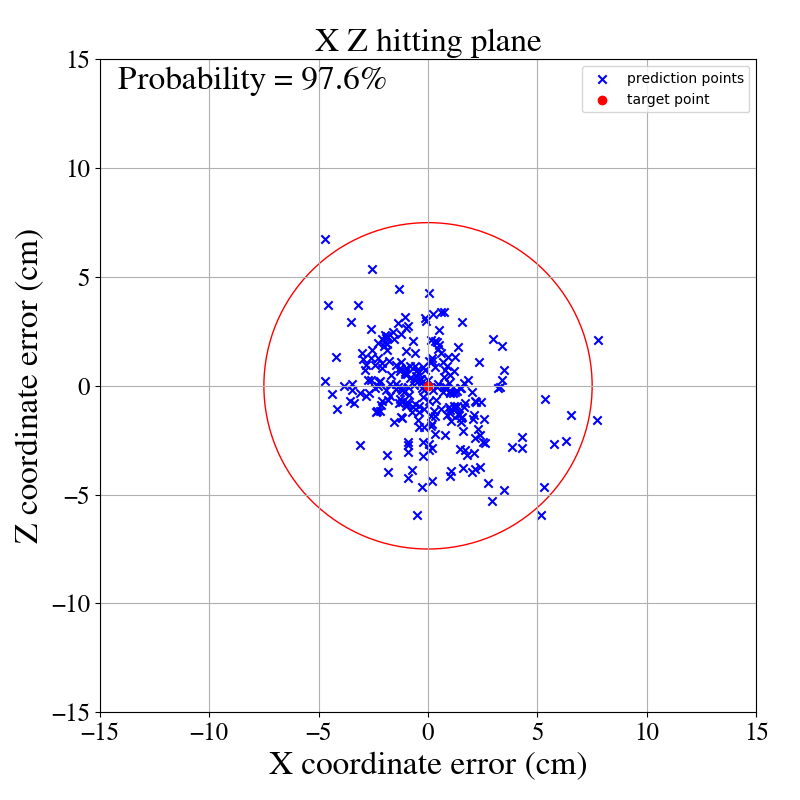 X Z hitting plane
Probability = 97.6%
prediction points
target point
15
10
5
0
−5
−10
−15
Z coordinate error (cm)
−15 −10 −5 0 5 10 15
X coordinate error (cm)